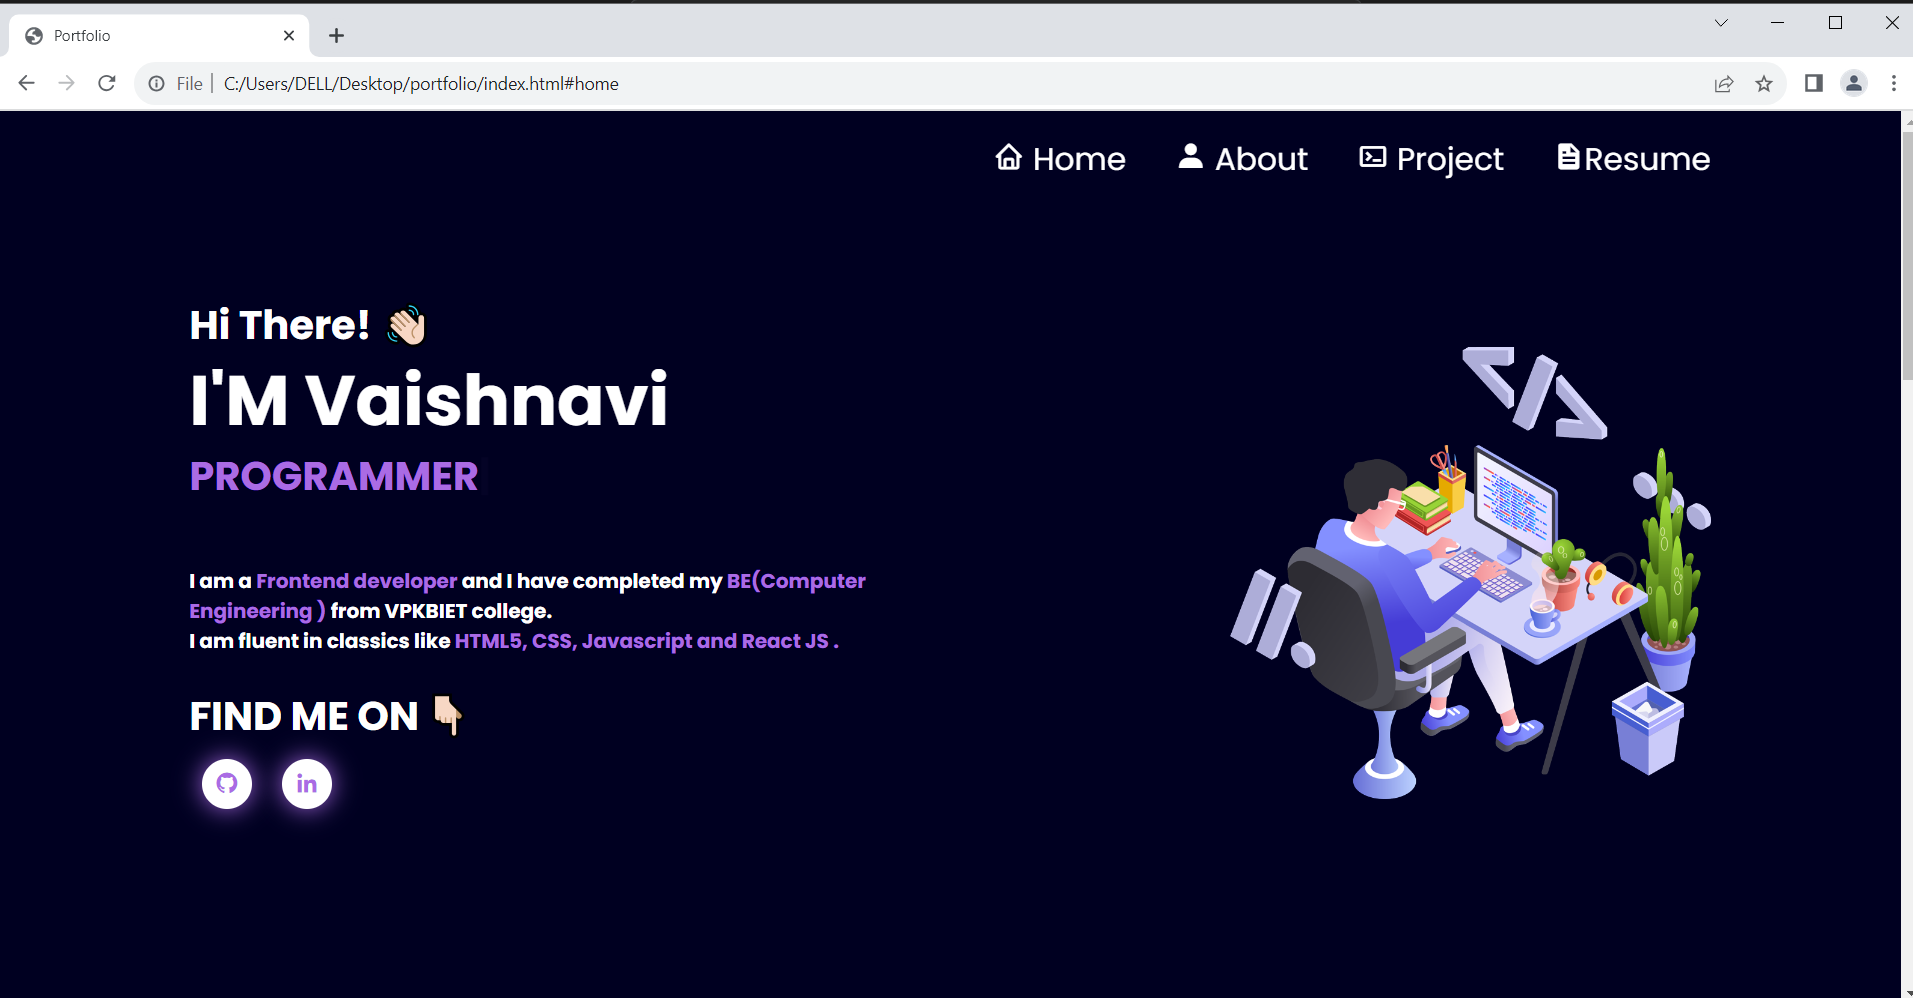 Portfolio
File | C:/Users/DELL/Desktop/portfolio/index.html#home
Home About Project Resume
Hi There! 👋🏻
I'M Vaishnavi
PROGRAMMER
I am a Frontend developer and I have completed my BE(Computer
Engineering ) from VPKBIET college.
I am fluent in classics like HTML5, CSS, Javascript and React JS .
FIND ME ON 👇🏻
in